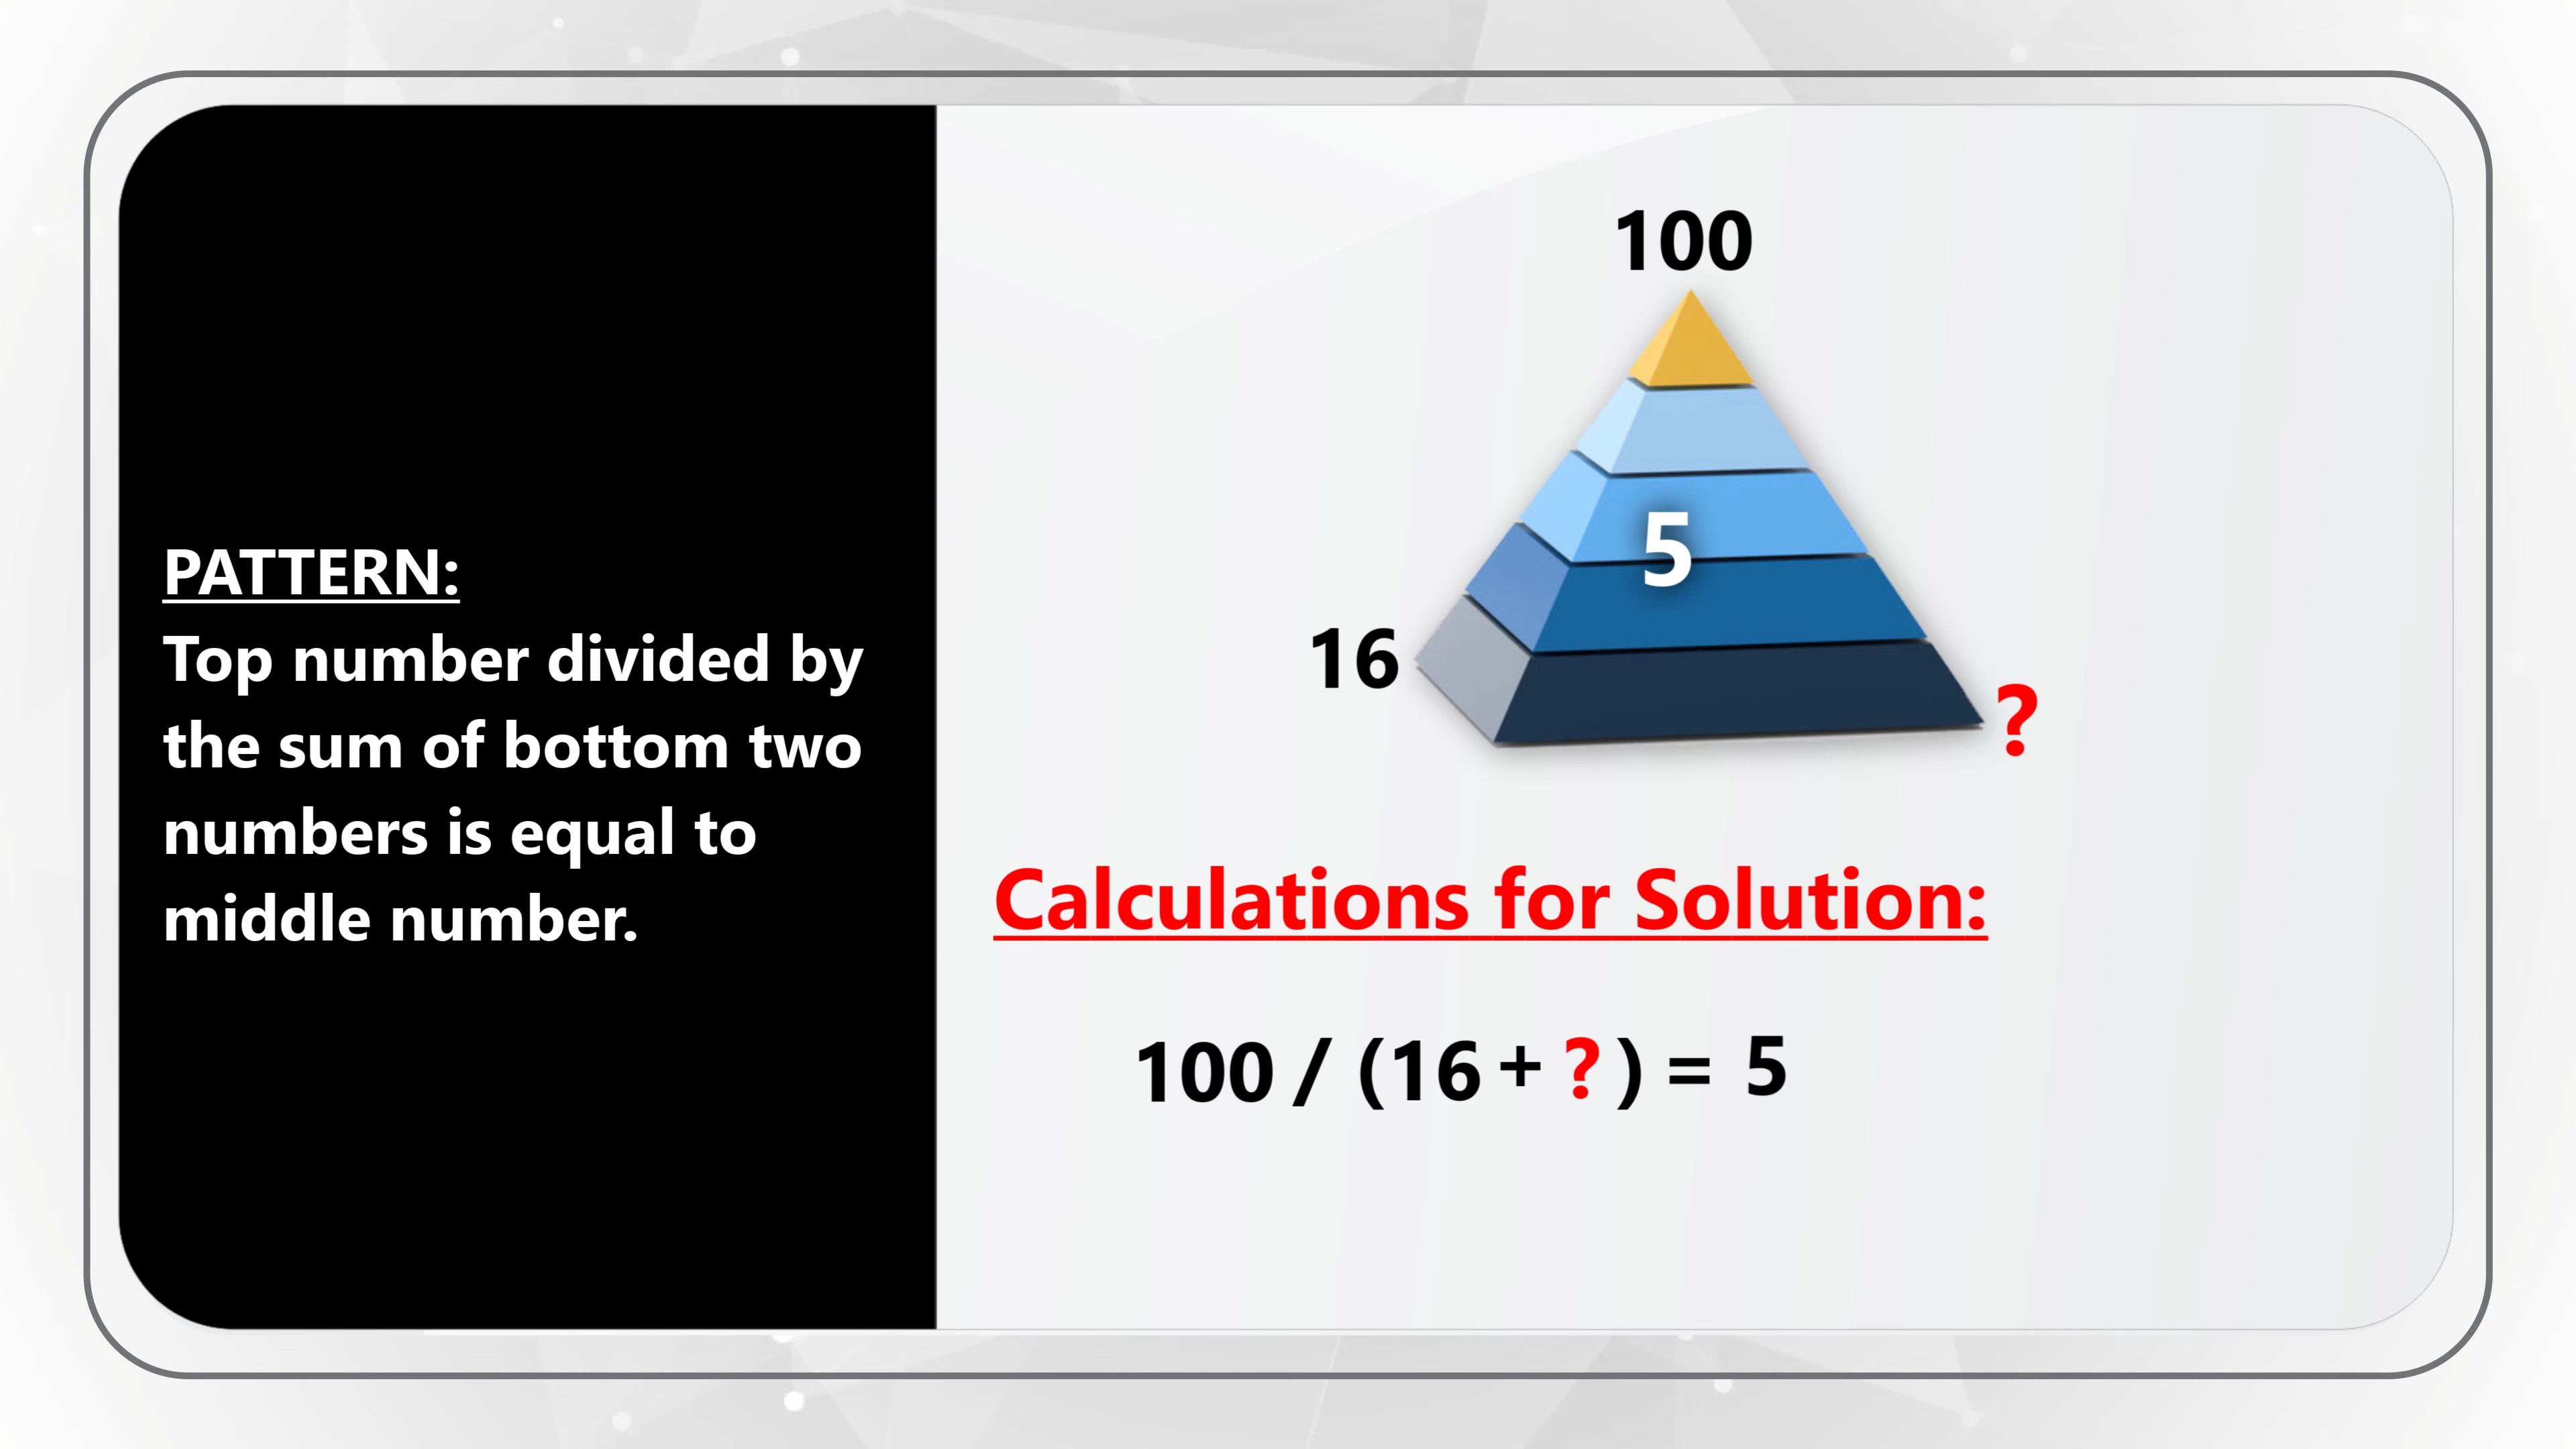 PATTERN:
Top number divided by
the sum of bottom two
numbers is equal to
middle number.
100
5
16
?
Calculations for Solution:
100 / (16 + ? ) = 5